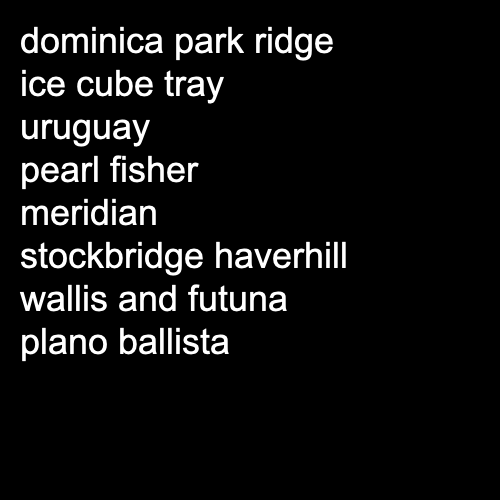 dominica park ridge
ice cube tray
uruguay
pearl fisher
meridian
stockbridge haverhill
wallis and futuna
plano ballista